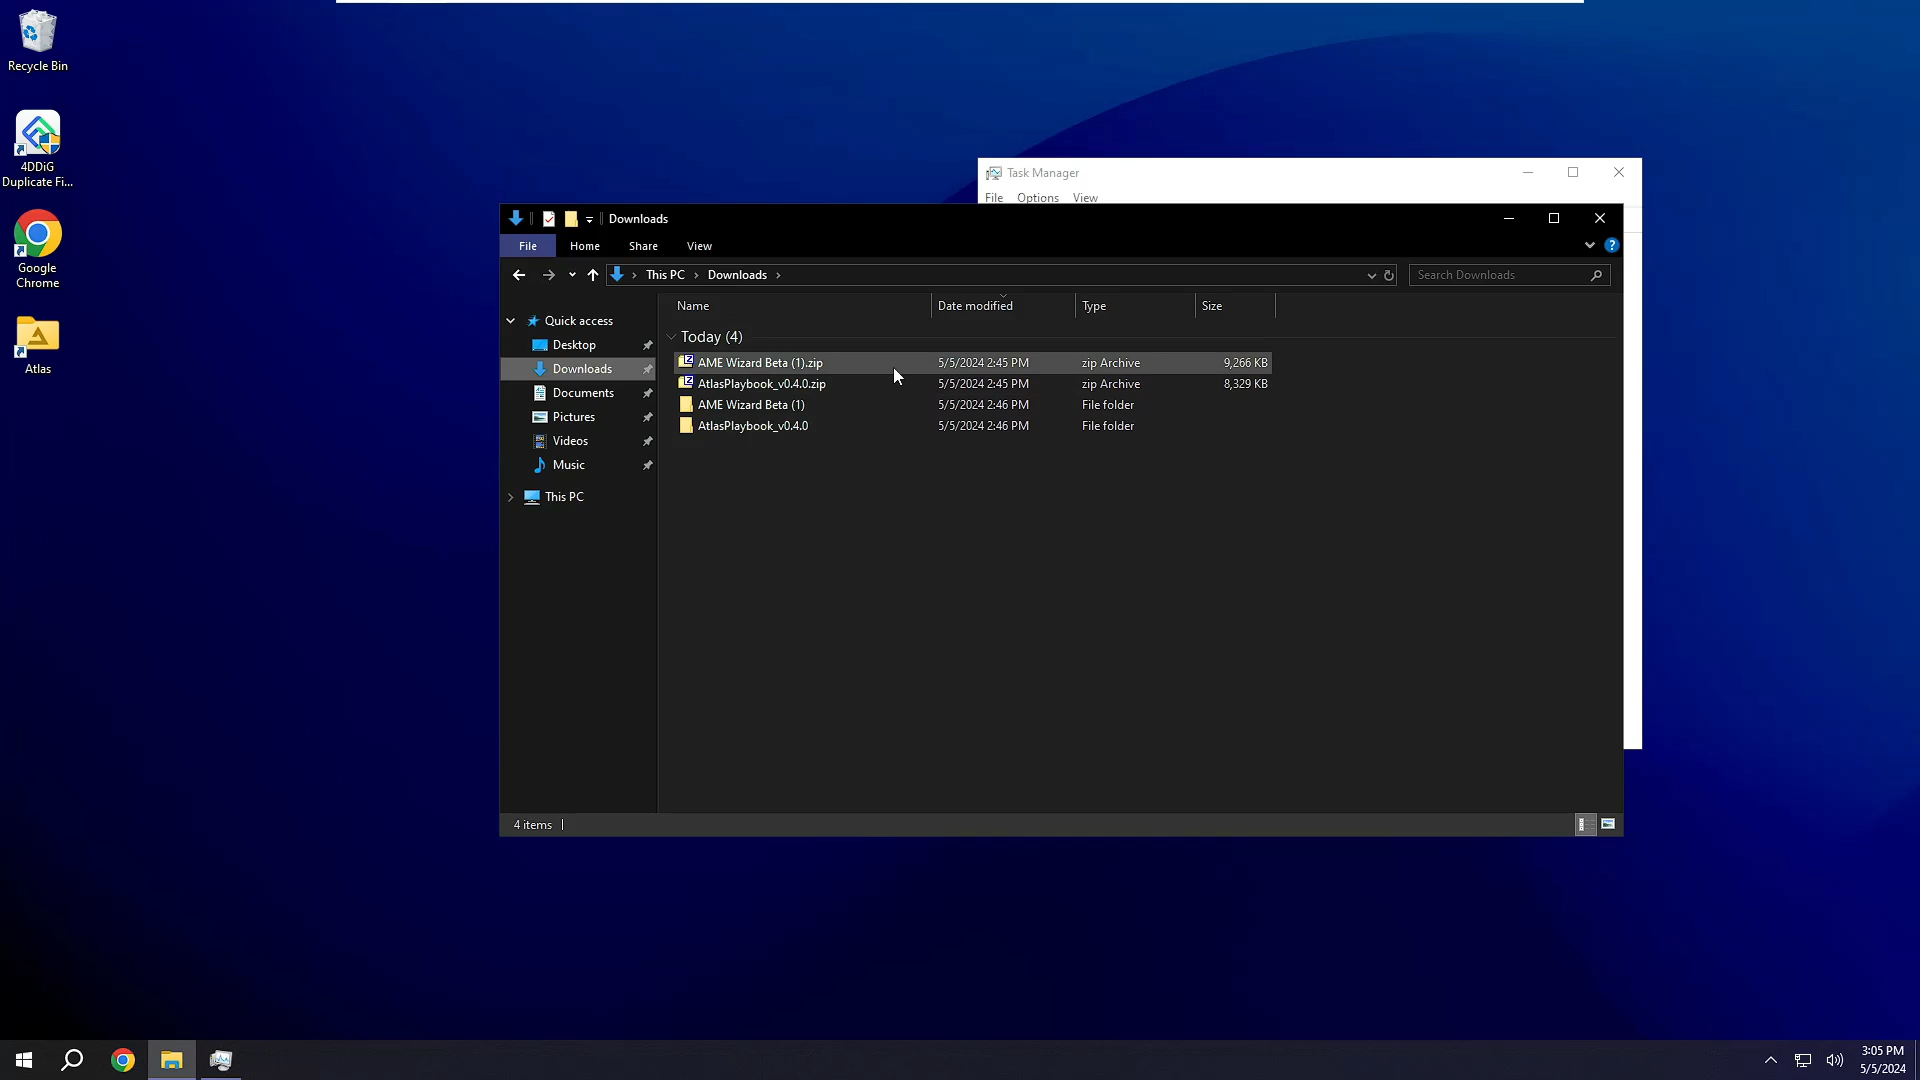 Recycle Bin
4DDiG
Duplicate Fi...
Google
Chrome
Atlas
Task Manager
File Options View
Downloads
File Home Share View
This PC Downloads
Search Downloads
Quick access
Desktop
Downloads
Documents
Pictures
Videos
Music
This PC
Name Date modified Type Size
Today (4)
AME Wizard Beta (1).zip 5/5/2024 2:45 PM zip Archive 9,266 KB
AtlasPlaybook_v0.4.0.zip 5/5/2024 2:45 PM zip Archive 8,329 KB
AME Wizard Beta (1) 5/5/2024 2:46 PM File folder
AtlasPlaybook_v0.4.0 5/5/2024 2:46 PM File folder
4 items
3:05 PM
5/5/2024